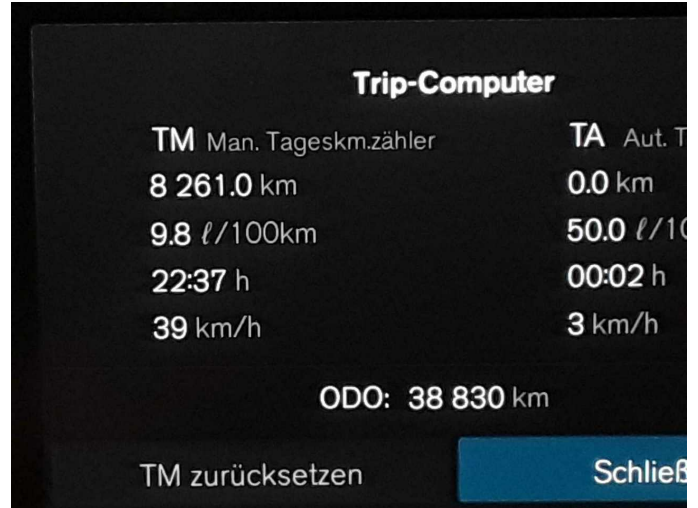 Trip-Computer
TM Man. Tageskm.zähler
8 261.0 km
9.8 ℓ/100km
22:37 h
39 km/h
TA Aut.
0.0 km
50.0
00:02 h
3 km/h
ODO: 38 830 km
TM zurücksetzen